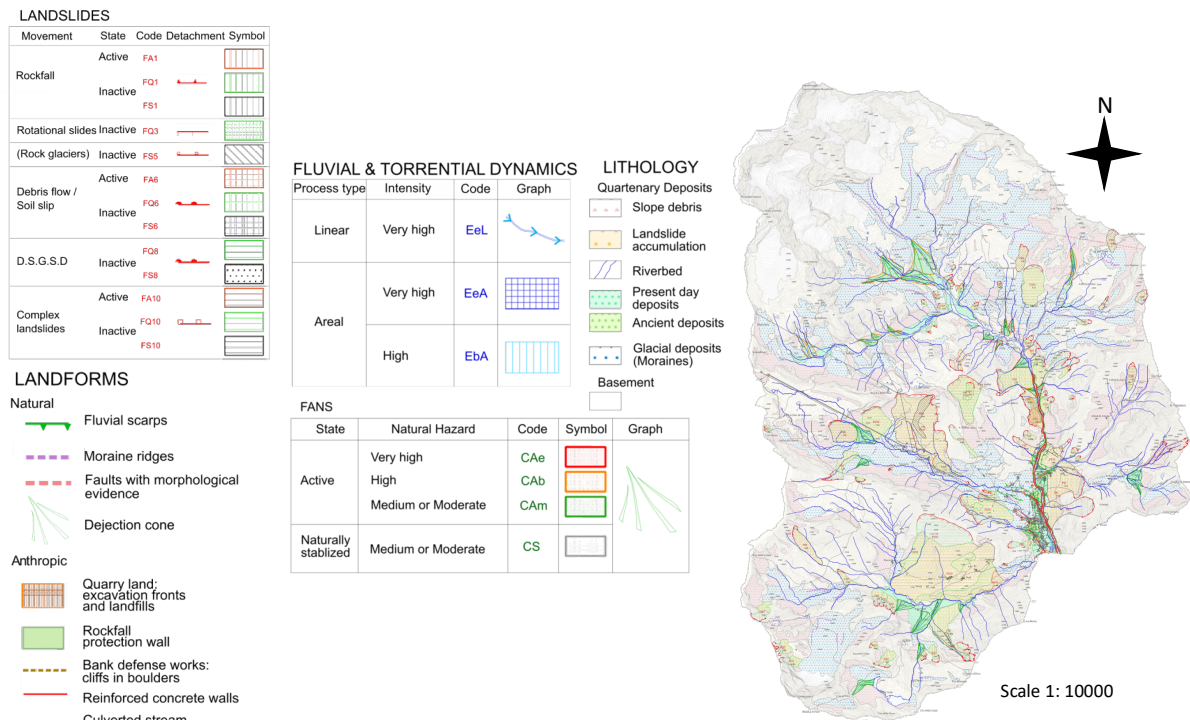 LANDSLIDES
Movement State Code Detachment Symbol
Rockfall
Active FA1
Inactive
FQ1
FS1
Rotational slides Inactive FQ3
(Rock glaciers) Inactive FS5
Debris flow /
Soil slip
Active FA6
Inactive
FQ6
FS6
D.S.G.S.D
Inactive
FQ8
FS8
Complex
landslides
Active FA10
Inactive
FQ10
FS10
LANDFORMS
Natural
Fluvial scarps
Moraine ridges
Faults with morphological
evidence
Dejection cone
Anthropic
Quarry land;
excavation fronts
and landfills
Rockfall
protection wall
Bank defense works:
cliffs in boulders
Reinforced concrete walls
Culverted stream
FLUVIAL & TORRENTIAL DYNAMICS
Process type Intensity Code Graph
Linear Very high EeL
Areal
Very high EeA
High EbA
FANS
State Natural Hazard Code Symbol Graph
Active
Very high CAe
High CAb
Medium or Moderate CAm
Naturally
stablized
Medium or Moderate CS
LITHOLOGY
Quartenary Deposits
Slope debris
Landslide
accumulation
Riverbed
Present day
deposits
Ancient deposits
Glacial deposits
(Moraines)
Basement
N
Scale 1: 10000